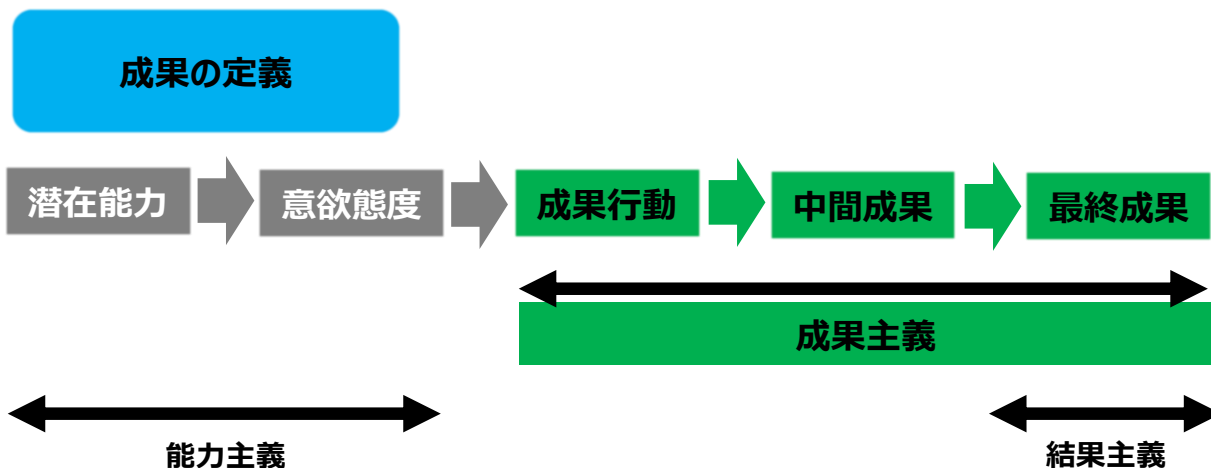 成果の定義
潜在能力
意欲態度
成果行動
中間成果
最終成果
成果主義
能力主義
結果主義